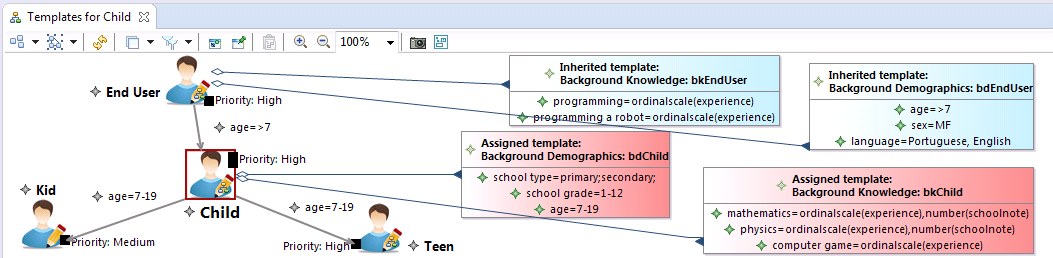 Templates for Child
100%
End User
Priority: High
age=>7
Inherited template:
Background Knowledge: bkEndUser
programming=ordinalscale(experience)
programming a robot=ordinalscale(experience)
Inherited template:
Background Demographics: bdEndUser
age=>7
sex=MF
language=Portuguese, English
Priority: High
Child
Assigned template:
Background Demographics: bdChild
school type=primary;secondary;
school grade=1-12
age=7-19
Assigned template:
Background Knowledge: bkChild
mathematics=ordinalscale(experience),number(schoolnote)
physics=ordinalscale(experience),number(schoolnote)
computer game=ordinalscale(experience)
Kid
age=7-19
Priority: Medium
age=7-19
Priority: High
Teen